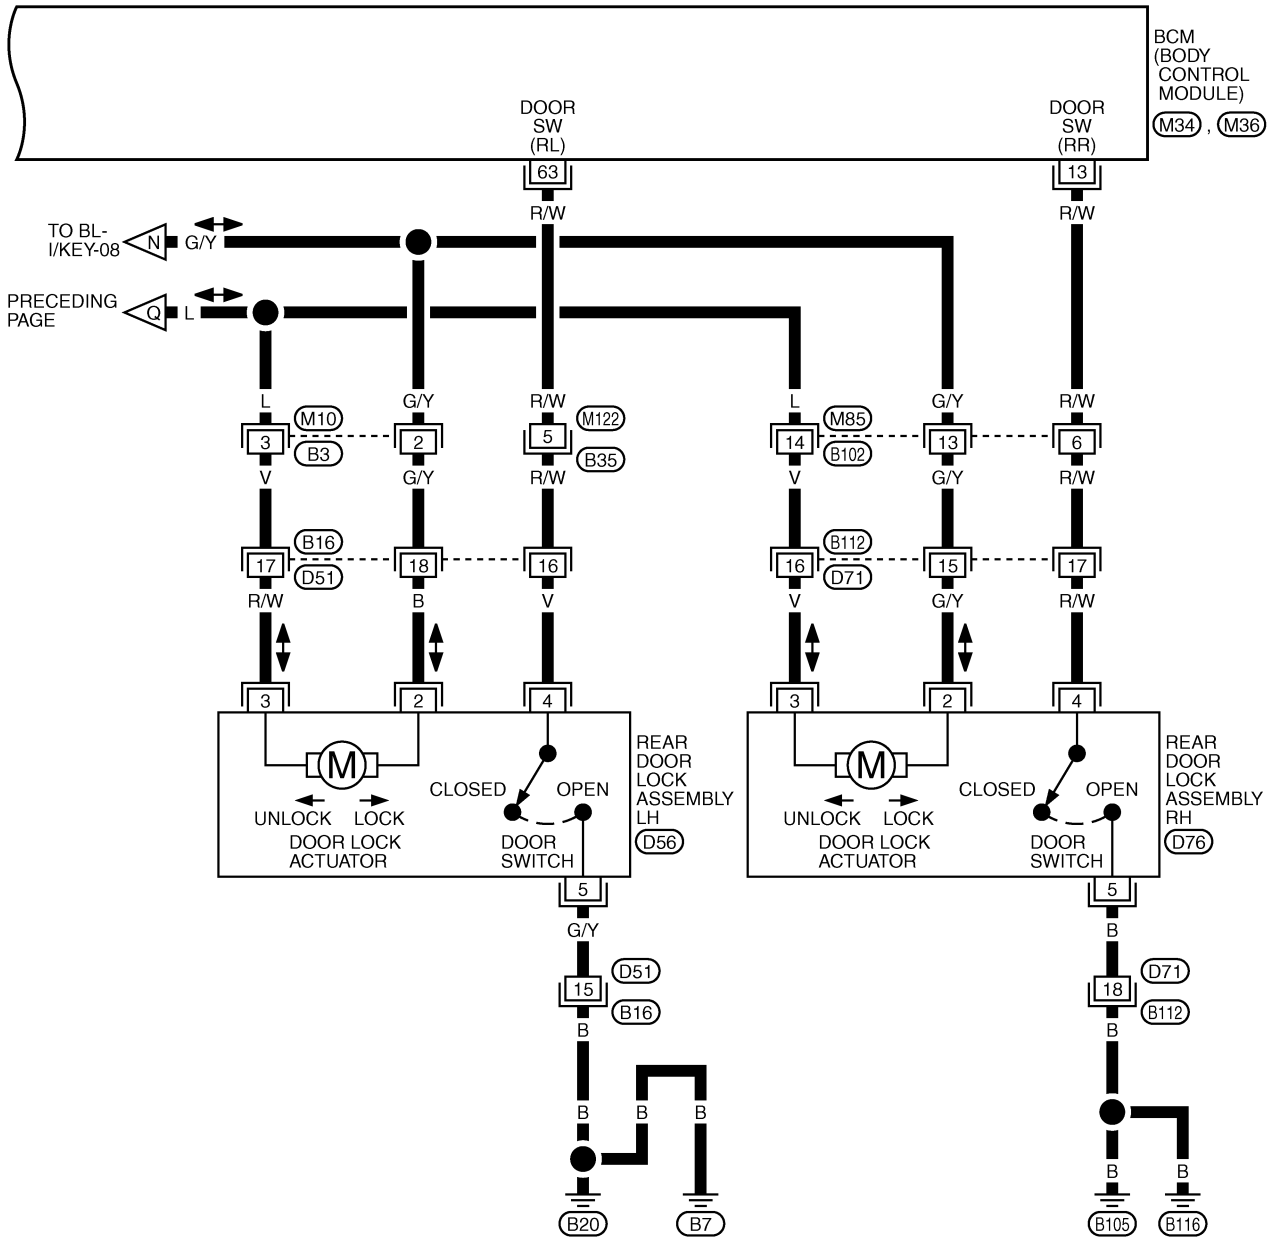 BCM
(BODY
CONTROL
MODULE)
M34 , M36
DOOR
SW
(RL)
DOOR
SW
(RR)
63
13
R/W
R/W
TO BL-
I/KEY-08
N
G/Y
PRECEDING
PAGE
Q
L
L
G/Y
R/W
L
G/Y
R/W
M10
M122
M85
3
2
5
14
13
6
B3
B35
B102
V
G/Y
R/W
V
G/Y
R/W
B16
B112
17
18
16
16
15
17
D51
D71
R/W
B
V
V
G/Y
R/W
3
2
4
3
2
4
M
CLOSED
OPEN
UNLOCK
LOCK
DOOR LOCK
ACTUATOR
DOOR
SWITCH
REAR
DOOR
LOCK
ASSEMBLY
LH
D56
M
CLOSED
OPEN
UNLOCK
LOCK
DOOR LOCK
ACTUATOR
DOOR
SWITCH
REAR
DOOR
LOCK
ASSEMBLY
RH
D76
5
5
G/Y
B
D51
D71
15
18
B16
B112
B
B
B
B
B
B
B
B20
B7
B105
B116